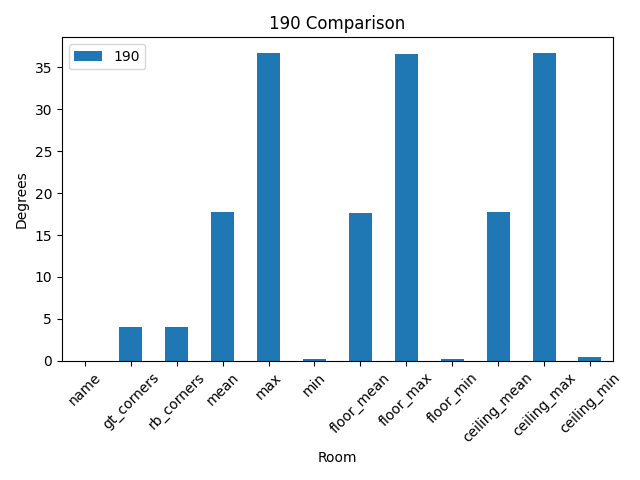 190 Comparison
190
Degrees
35
30
25
20
15
10
5
0
name
gt_corners
rb_corners
mean
max
min
floor_mean
floor_max
floor_min
ceiling_mean
ceiling_max
ceiling_min
Room